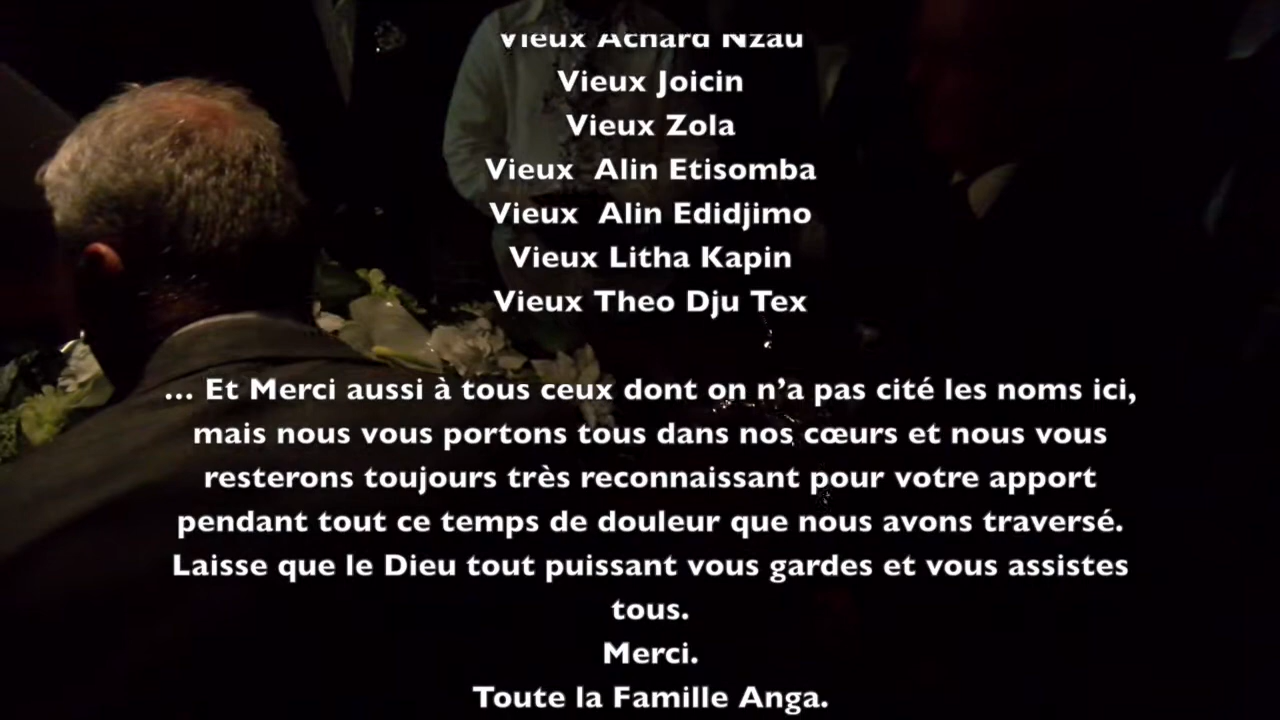 Vieux Achard Nzau
Vieux Joicin
Vieux Zola
Vieux  Alin Etisomba
Vieux  Alin Edidjimo
Vieux Litha Kapin
Vieux Theo Dju Tex
... Et Merci aussi à tous ceux dont on n’a pas cité les noms ici,
mais nous vous portons tous dans nos cœurs et nous vous
resterons toujours très reconnaissant pour votre apport
pendant tout ce temps de douleur que nous avons traversé.
Laisse que le Dieu tout puissant vous gardes et vous assistes
tous.
Merci.
Toute la Famille Anga.